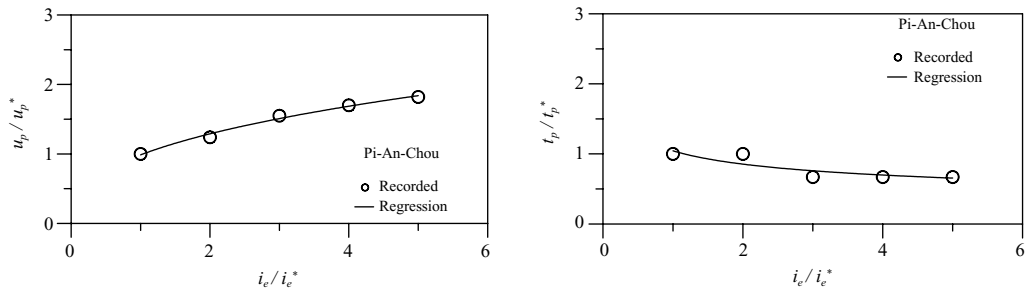 3
2
1
0
u_p / u_p^*
Pi-An-Chou
Recorded
Regression
0 2 4 6
i_e / i_e^*
3
2
1
0
t_p / t_p^*
Pi-An-Chou
Recorded
Regression
0 2 4 6
i_e / i_e^*